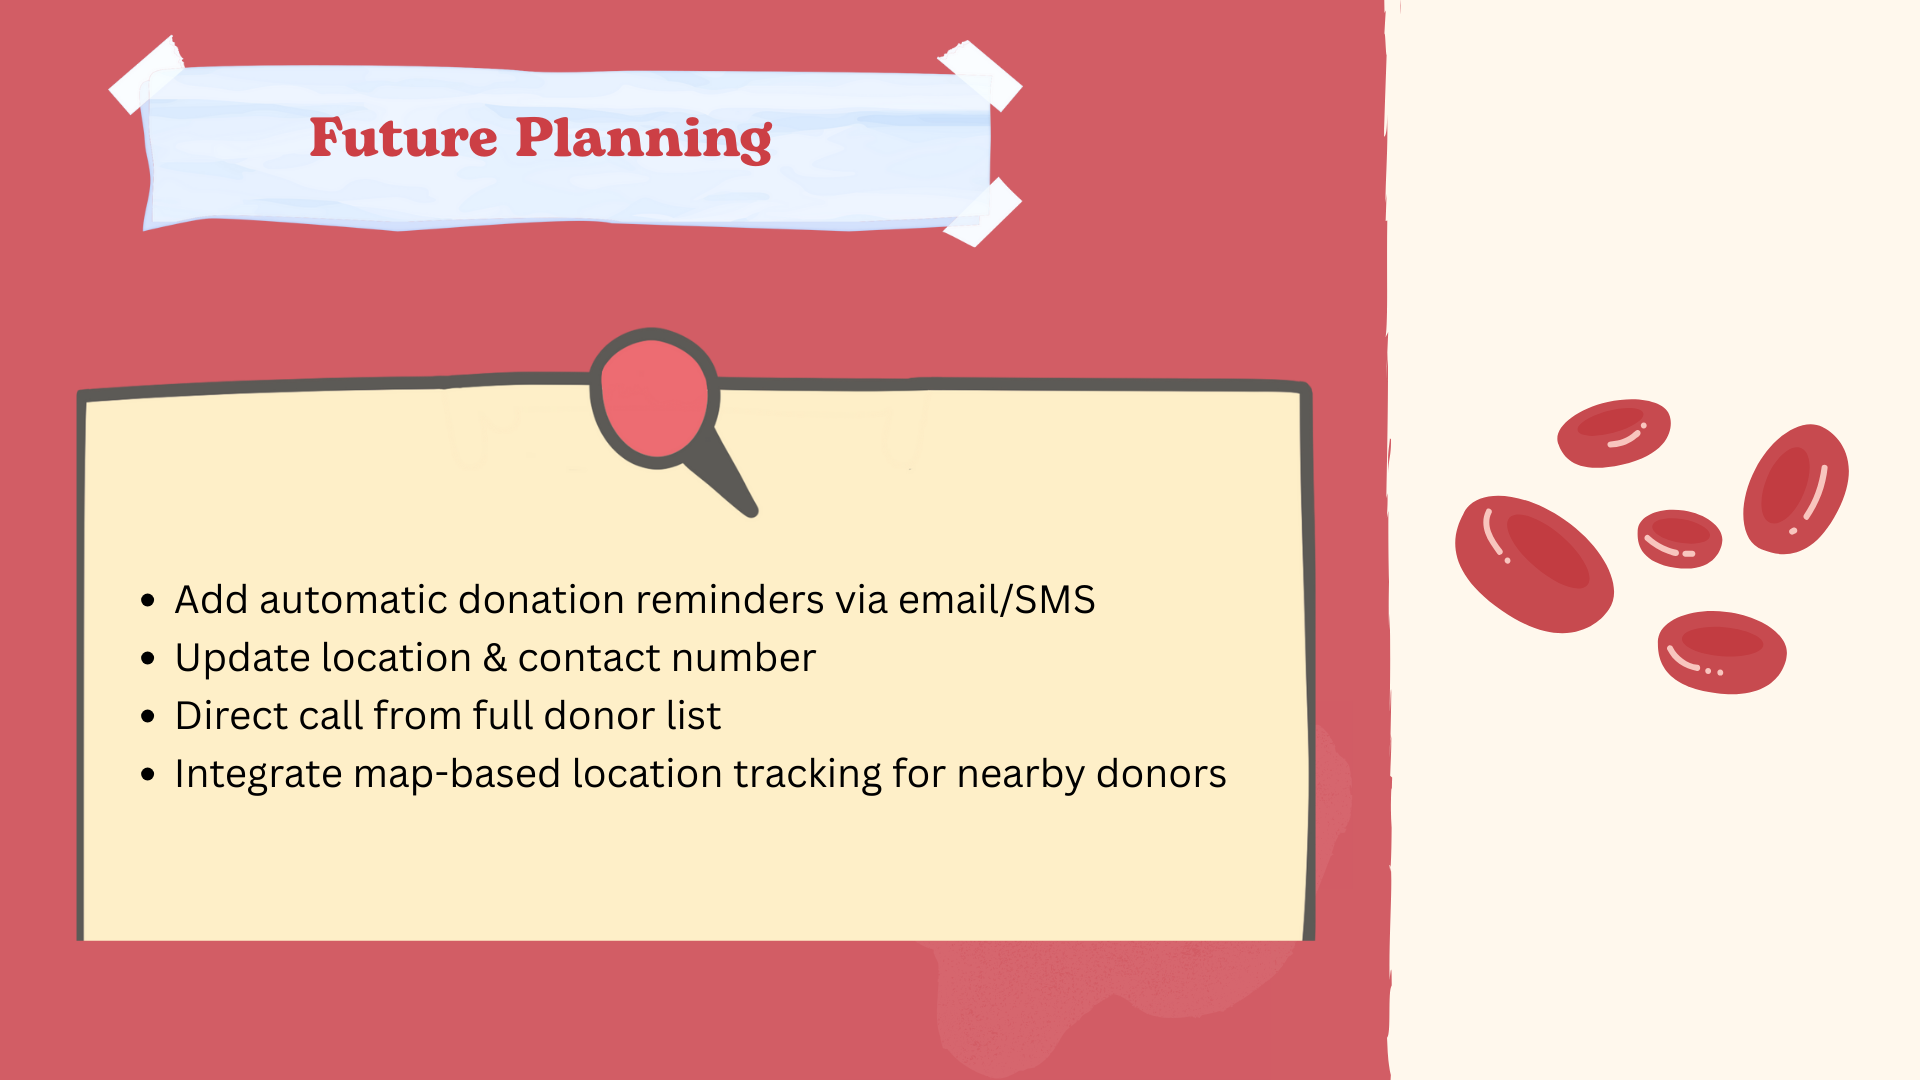 Future Planning
• Add automatic donation reminders via email/SMS
• Update location & contact number
• Direct call from full donor list
• Integrate map-based location tracking for nearby donors